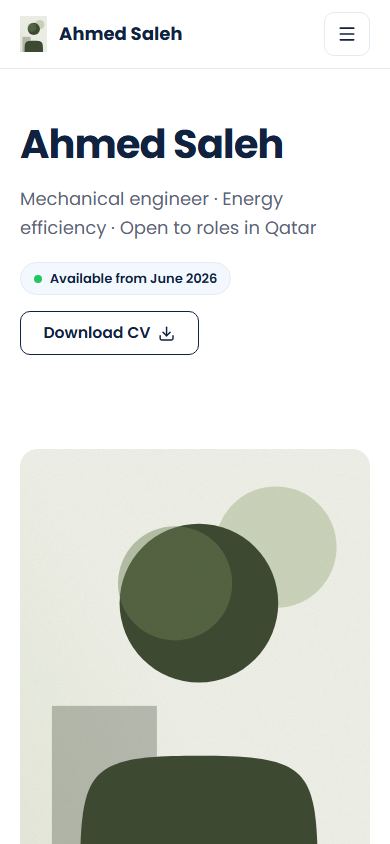 Ahmed Saleh
Ahmed Saleh
Mechanical engineer · Energy
efficiency · Open to roles in Qatar
Available from June 2026
Download CV